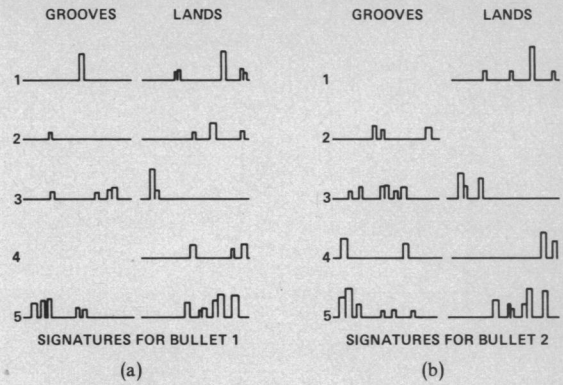 GROOVES LANDS GROOVES LANDS
1 1
2 2
3 3
4 4
5 5
SIGNATURES FOR BULLET 1 SIGNATURES FOR BULLET 2
(a) (b)